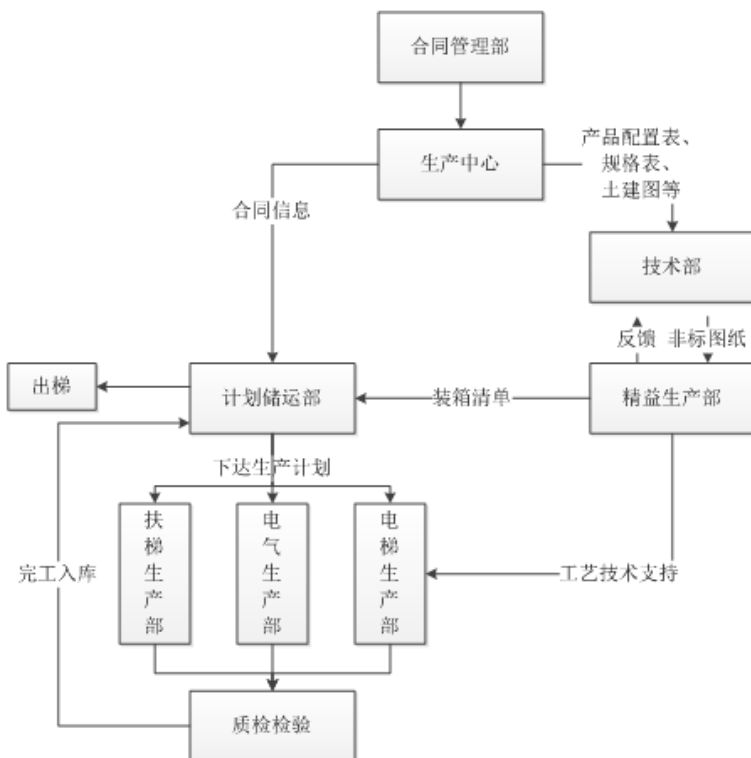 合同管理部
生产中心
产品配置表、
规格表、
土建图等
合同信息
技术部
反馈
非标图纸
出梯
计划储运部
装箱清单
精益生产部
下达生产计划
扶梯生产部
电气生产部
电梯生产部
完工入库
工艺技术支持
质检检验